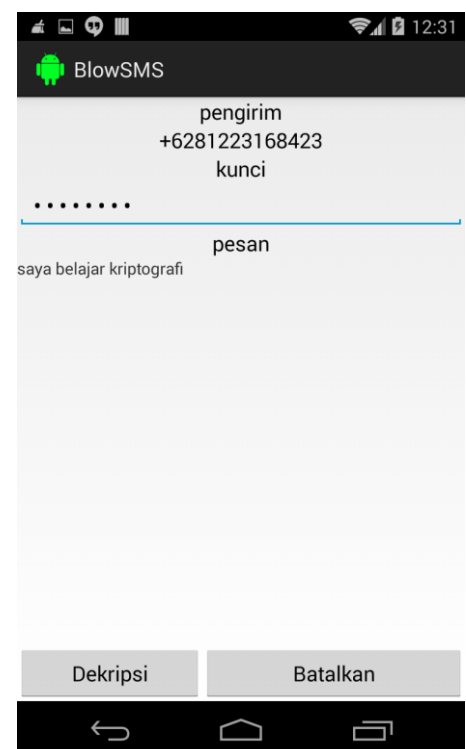 12:31
BlowSMS
pengirim
+6281223168423
kunci
........
pesan
saya belajar kriptografi
Dekripsi
Batalkan